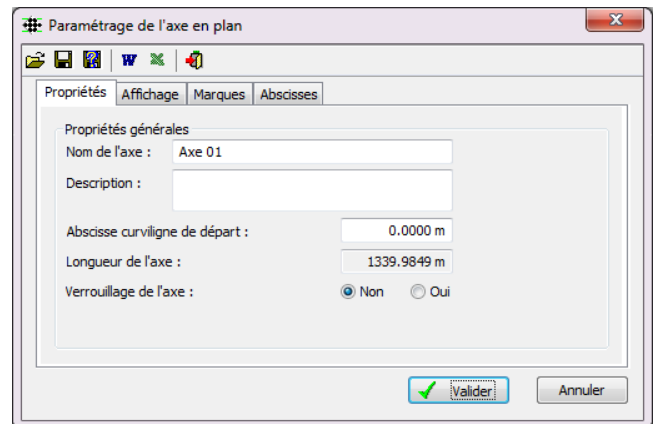 Paramétrage de l'axe en plan
W
Propriétés Affichage Marques Abscisses
Propriétés générales
Nom de l'axe : Axe 01
Description :
Abscisse curviligne de départ : 0.0000 m
Longueur de l'axe : 1339.9849 m
Verrouillage de l'axe : Non Oui
Valider Annuler